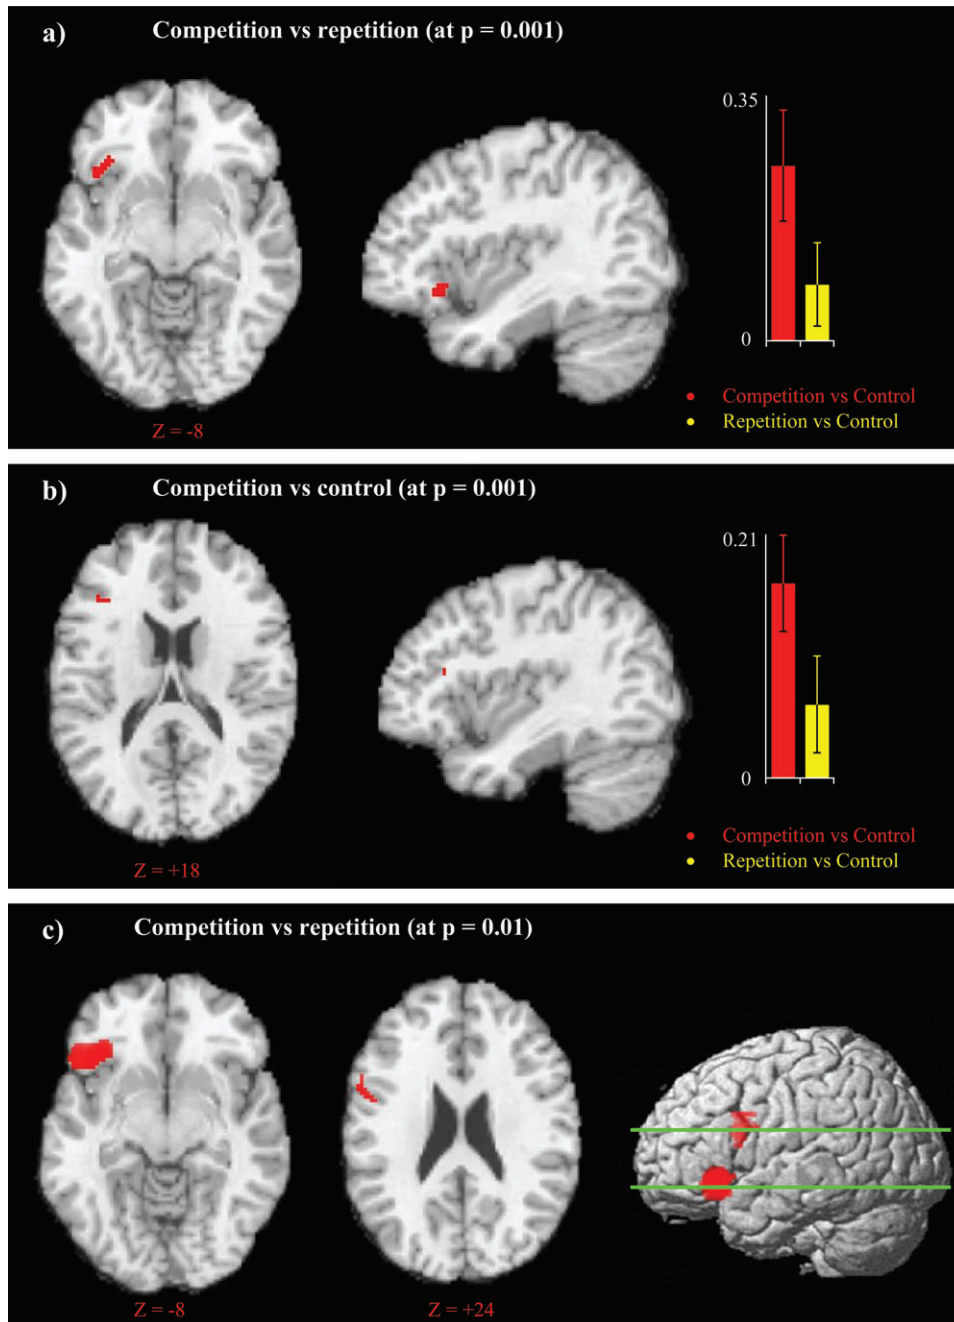 a) Competition vs repetition (at p = 0.001)
0.35
0
Competition vs Control
Repetition vs Control
Z = -8
b) Competition vs control (at p = 0.001)
0.21
0
Competition vs Control
Repetition vs Control
Z = +18
c) Competition vs repetition (at p = 0.01)
Z = -8 Z = +24